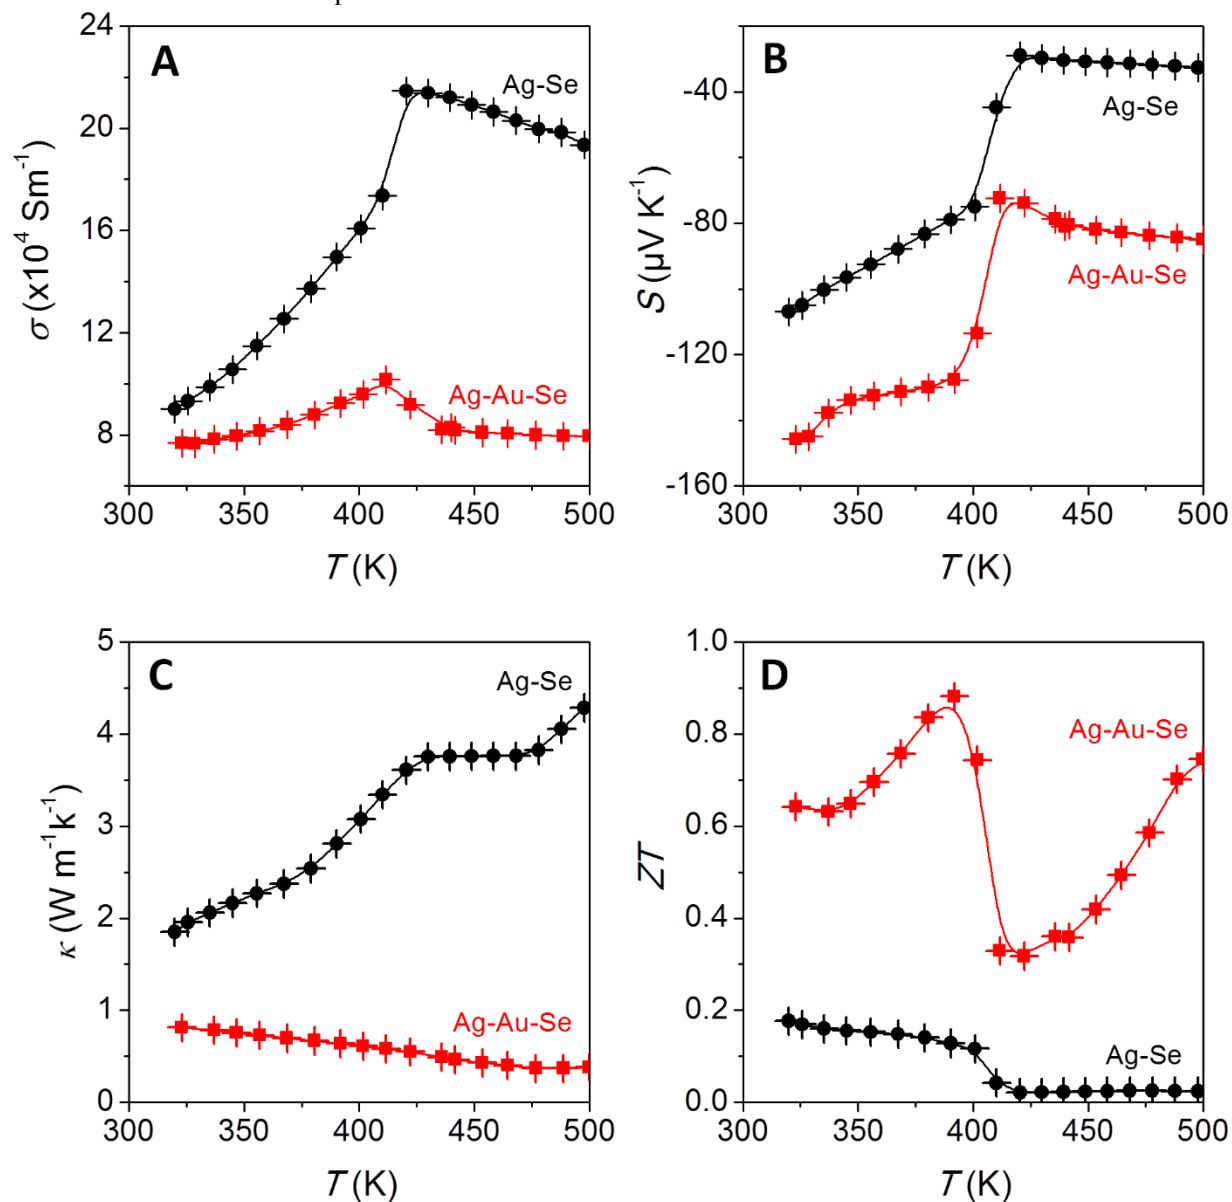 24
20
16
12
8
σ (x10⁴ Sm⁻¹)
A
Ag-Se
Ag-Au-Se
300 350 400 450 500
T (K)
-40
-80
-120
-160
S (μV K⁻¹)
B
Ag-Se
Ag-Au-Se
300 350 400 450 500
T (K)
5
4
3
2
1
0
κ (W m⁻¹k⁻¹)
C
Ag-Se
Ag-Au-Se
300 350 400 450 500
T (K)
1.0
0.8
0.6
0.4
0.2
0.0
ZT
D
Ag-Au-Se
Ag-Se
300 350 400 450 500
T (K)